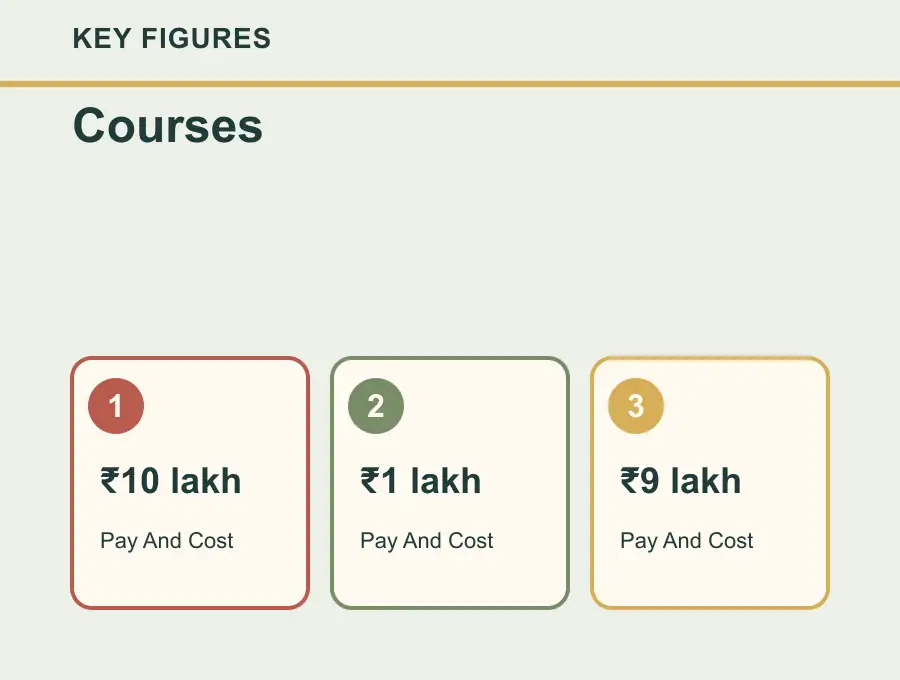 KEY FIGURES
Courses
1
2
3
₹10 lakh
₹1 lakh
₹9 lakh
Pay And Cost
Pay And Cost
Pay And Cost